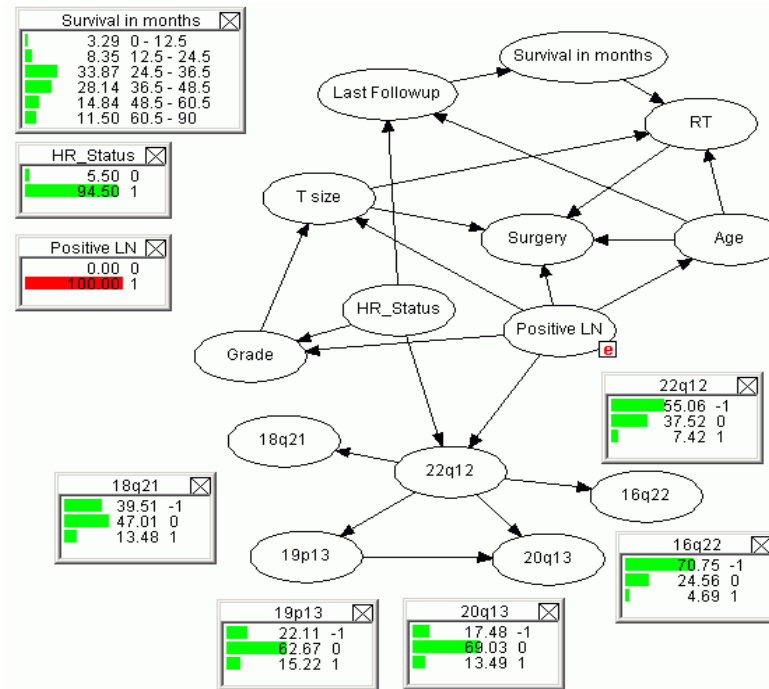 Survival in months
3.29 0 - 12.5
8.35 12.5 - 24.5
33.87 24.5 - 36.5
28.14 36.5 - 48.5
14.84 48.5 - 60.5
11.50 60.5 - 90
Survival in months
Last Followup
RT
HR_Status
5.50 0
94.50 1
T size
Surgery
Age
Positive LN
0.00 0
100.00 1
HR_Status
Positive LN
e
Grade
22q12
55.06 -1
37.52 0
7.42 1
18q21
22q12
16q22
18q21
39.51 -1
47.01 0
13.48 1
19p13
20q13
16q22
70.75 -1
24.56 0
4.69 1
19p13
22.11 -1
62.67 0
15.22 1
20q13
17.48 -1
69.03 0
13.49 1